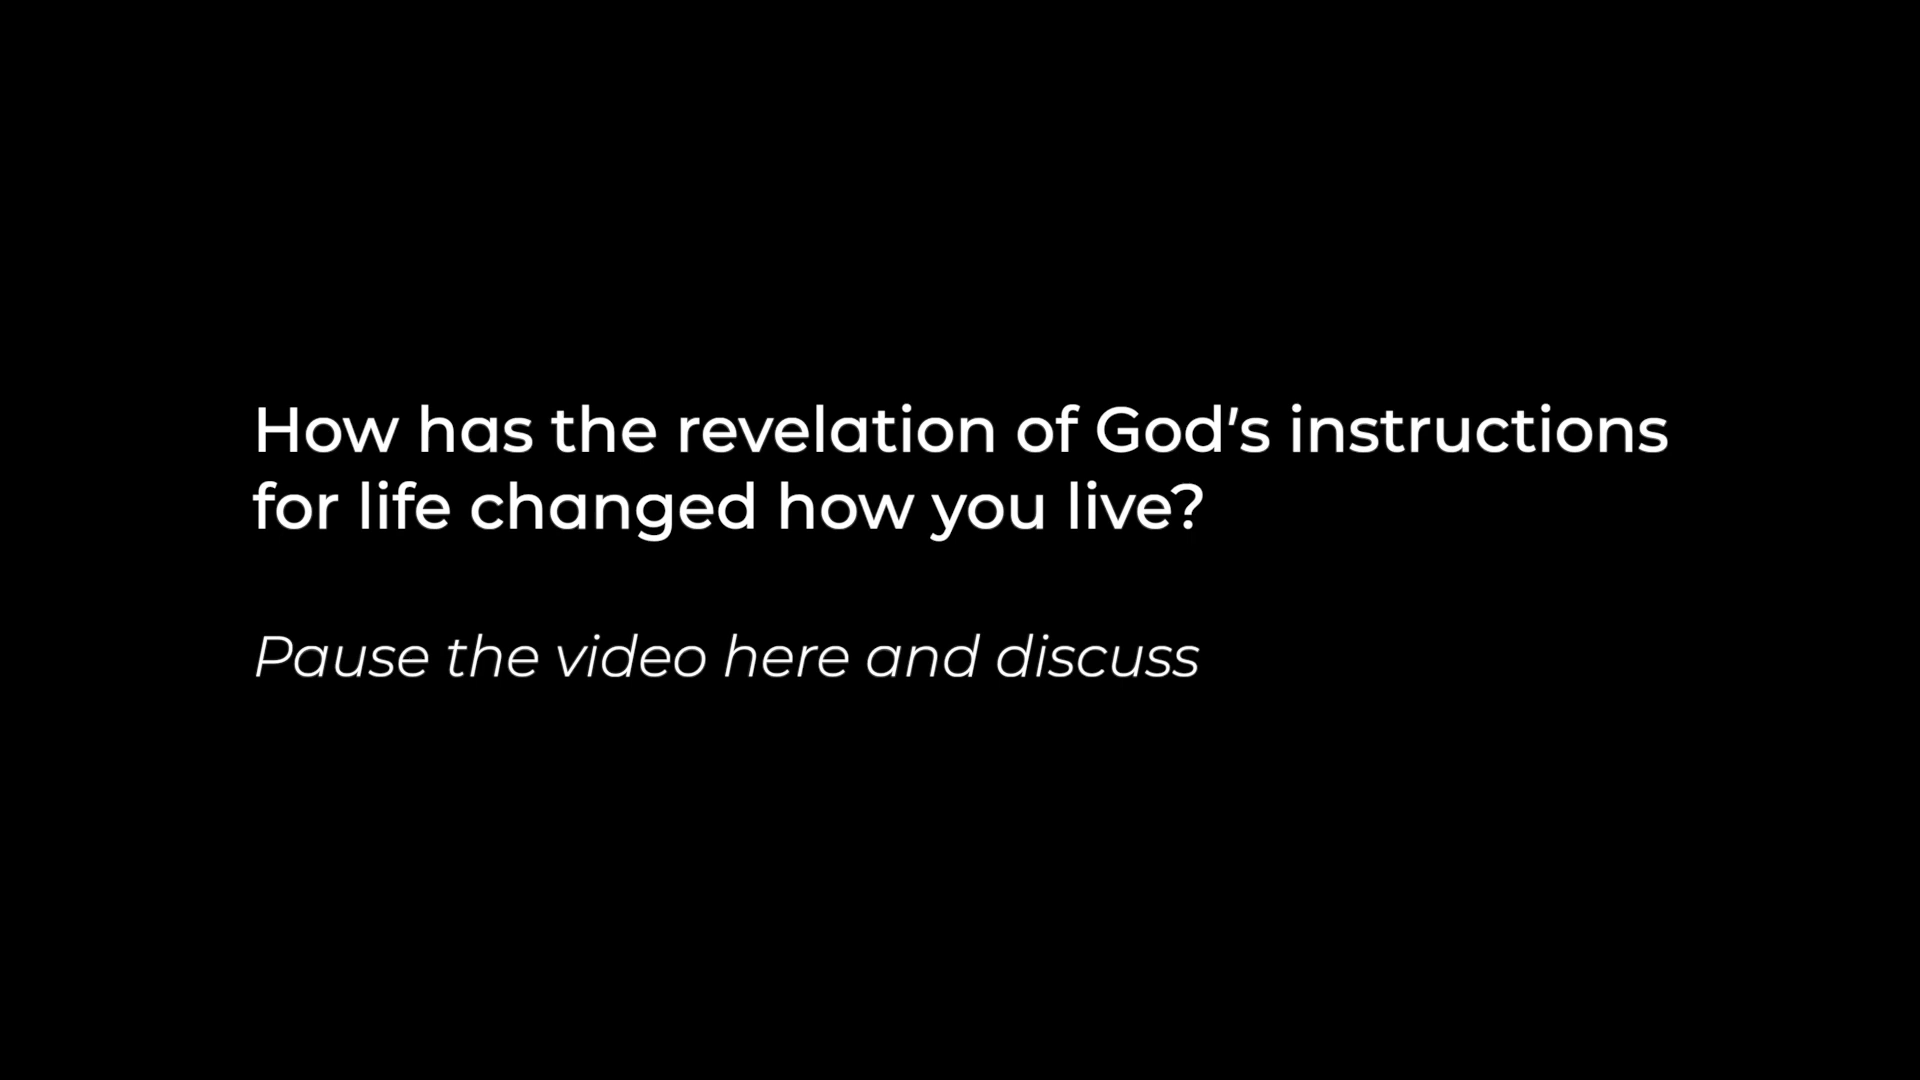 How has the revelation of God's instructions
for life changed how you live?
Pause the video here and discuss